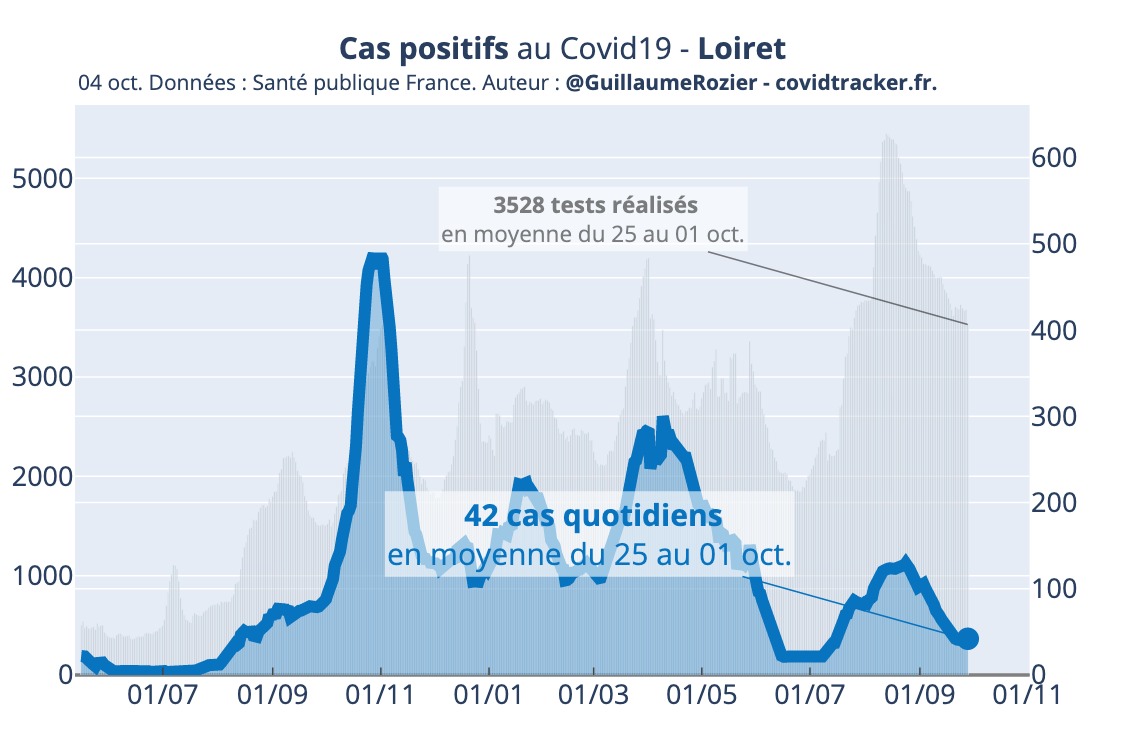 Cas positifs au Covid19 - Loiret
04 oct. Données : Santé publique France. Auteur : @GuillaumeRozier - covidtracker.fr.
600
5000
3528 tests réalisés
en moyenne du 25 au 01 oct.
500
4000
400
3000
300
2000
200
42 cas quotidiens
en moyenne du 25 au 01 oct.
1000
100
0
0
01/07 01/09 01/11 01/01 01/03 01/05 01/07 01/09 01/11